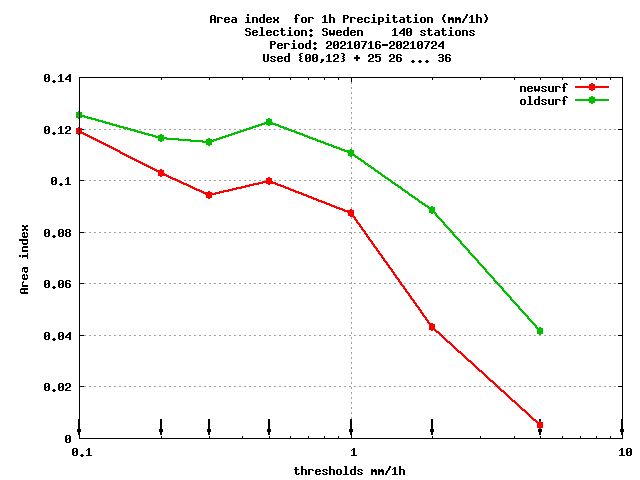 Area index  for 1h Precipitation (mm/1h)
Selection: Sweden    140 stations
Period: 20210716-20210724
Used {00,12} + 25 26 ... 36
0.14
newsurf
oldsurf
0.12
0.1
0.08
Area index
0.06
0.04
0.02
0
0.1
1
10
thresholds mm/1h